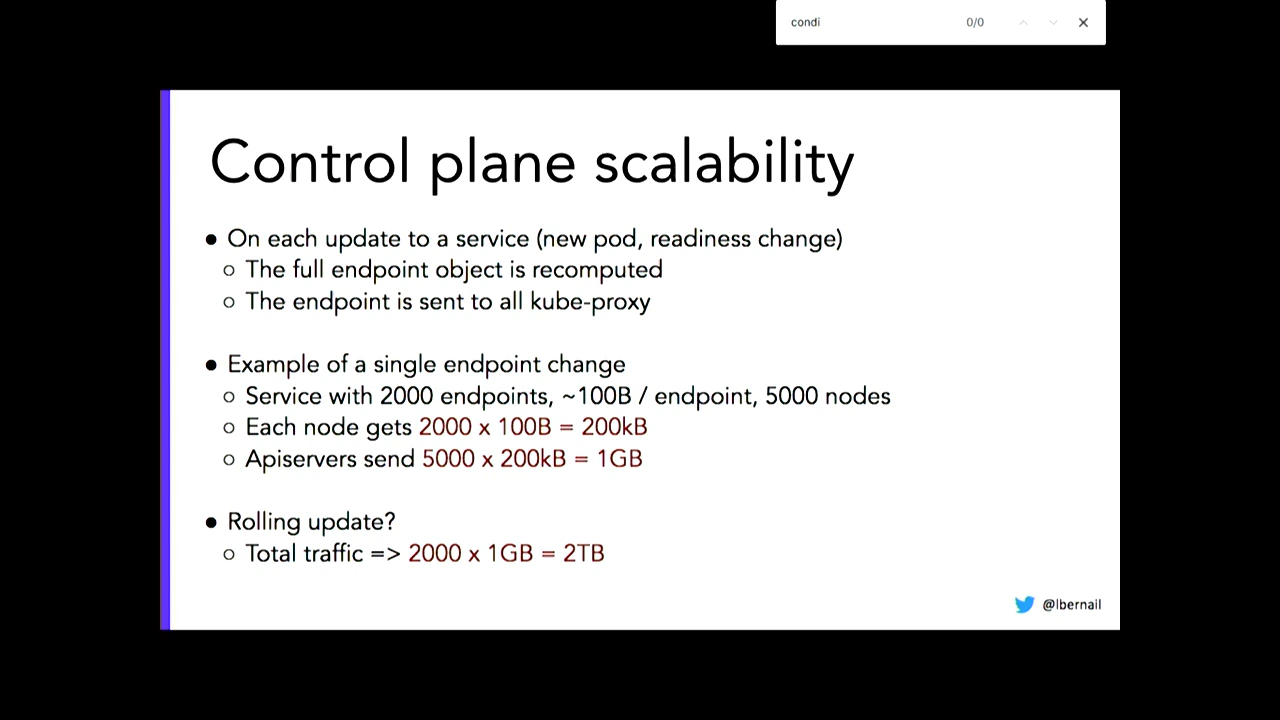 condi 0/0
Control plane scalability
● On each update to a service (new pod, readiness change)
○ The full endpoint object is recomputed
○ The endpoint is sent to all kube-proxy
● Example of a single endpoint change
○ Service with 2000 endpoints, ~100B / endpoint, 5000 nodes
○ Each node gets 2000 x 100B = 200kB
○ Apiservers send 5000 x 200kB = 1GB
● Rolling update?
○ Total traffic => 2000 x 1GB = 2TB
@lbernail